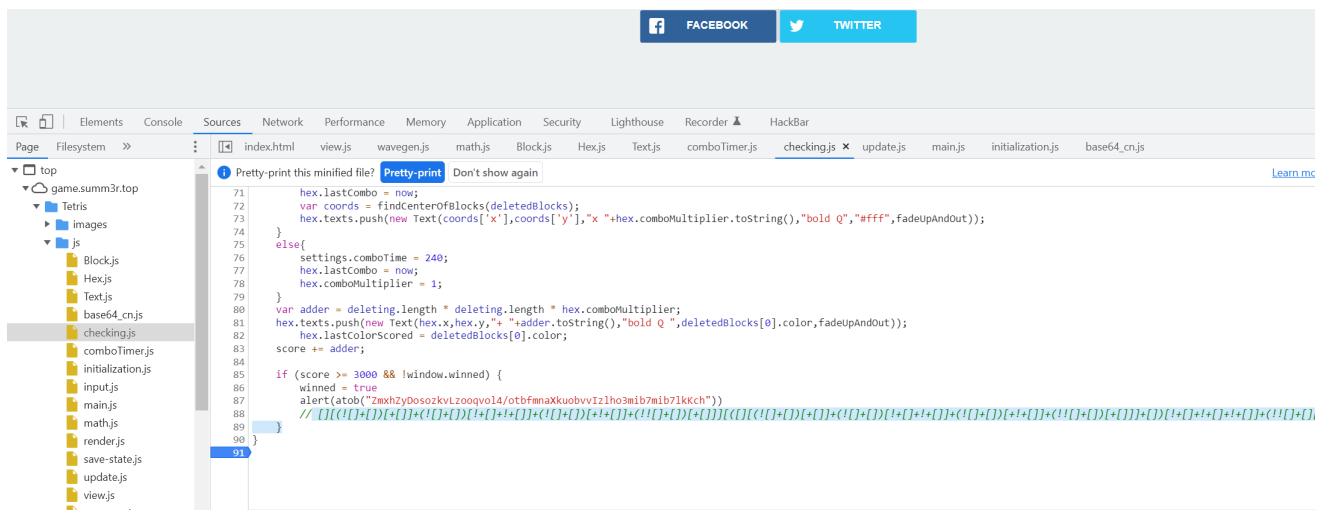 FACEBOOK TWITTER
Elements Console Sources Network Performance Memory Application Security Lighthouse Recorder HackBar
Page Filesystem » index.html view.js wavegen.js math.js Block.js Hex.js Text.js comboTimer.js checking.js × update.js main.js initialization.js base64_cn.js
Pretty-print this minified file? Pretty-print Don't show again Learn mo
top
game.summ3r.top
Tetris
images
js
Block.js
Hex.js
Text.js
base64_cn.js
checking.js
comboTimer.js
initialization.js
input.js
main.js
math.js
render.js
save-state.js
update.js
view.js
71 hex.lastCombo = now;
72 var coords = findCenterOfBlocks(deletedBlocks);
73 hex.texts.push(new Text(coords['x'],coords['y'],"x "+hex.comboMultiplier.toString(),"bold Q","#fff",fadeUpAndOut));
74 }
75 else{
76 settings.comboTime = 240;
77 hex.lastCombo = now;
78 hex.comboMultiplier = 1;
79 }
80 var adder = deleting.length * deleting.length * hex.comboMultiplier;
81 hex.texts.push(new Text(hex.x,hex.y,"+ "+adder.toString(),"bold Q ",deletedBlocks[0].color,fadeUpAndOut));
82 hex.lastColorScored = deletedBlocks[0].color;
83 score += adder;
84
85 if (score >= 3000 && !window.winned) {
86 winned = true
87 alert(atob("ZmxhZyDosozkvLzooqvol4/otbfmnaXkuobvvIzlho3mib7mib7lkKch"))
88 // [][(![]+[])[+[]]+(![]+[])[!+[]+!+[]]+(![]+[])[+!+[]]+(!![]+[])[+[]]][([][(![]+[])[+[]]+(![]+[])[!+[]+!+[]]+(![]+[])[+!+[]]+(!![]+[])[+[]]]+[])[!+[]+!+[]+!+[]]+(!![]+[][
89 }
90 }
91